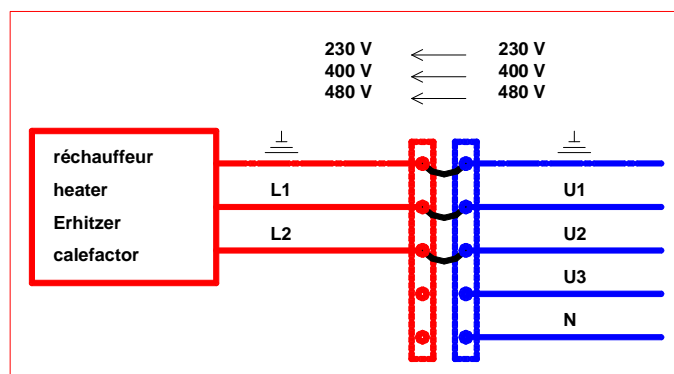 230 V 230 V
400 V 400 V
480 V 480 V
réchauffeur
heater
Erhitzer
calefactor
L1
L2
U1
U2
U3
N